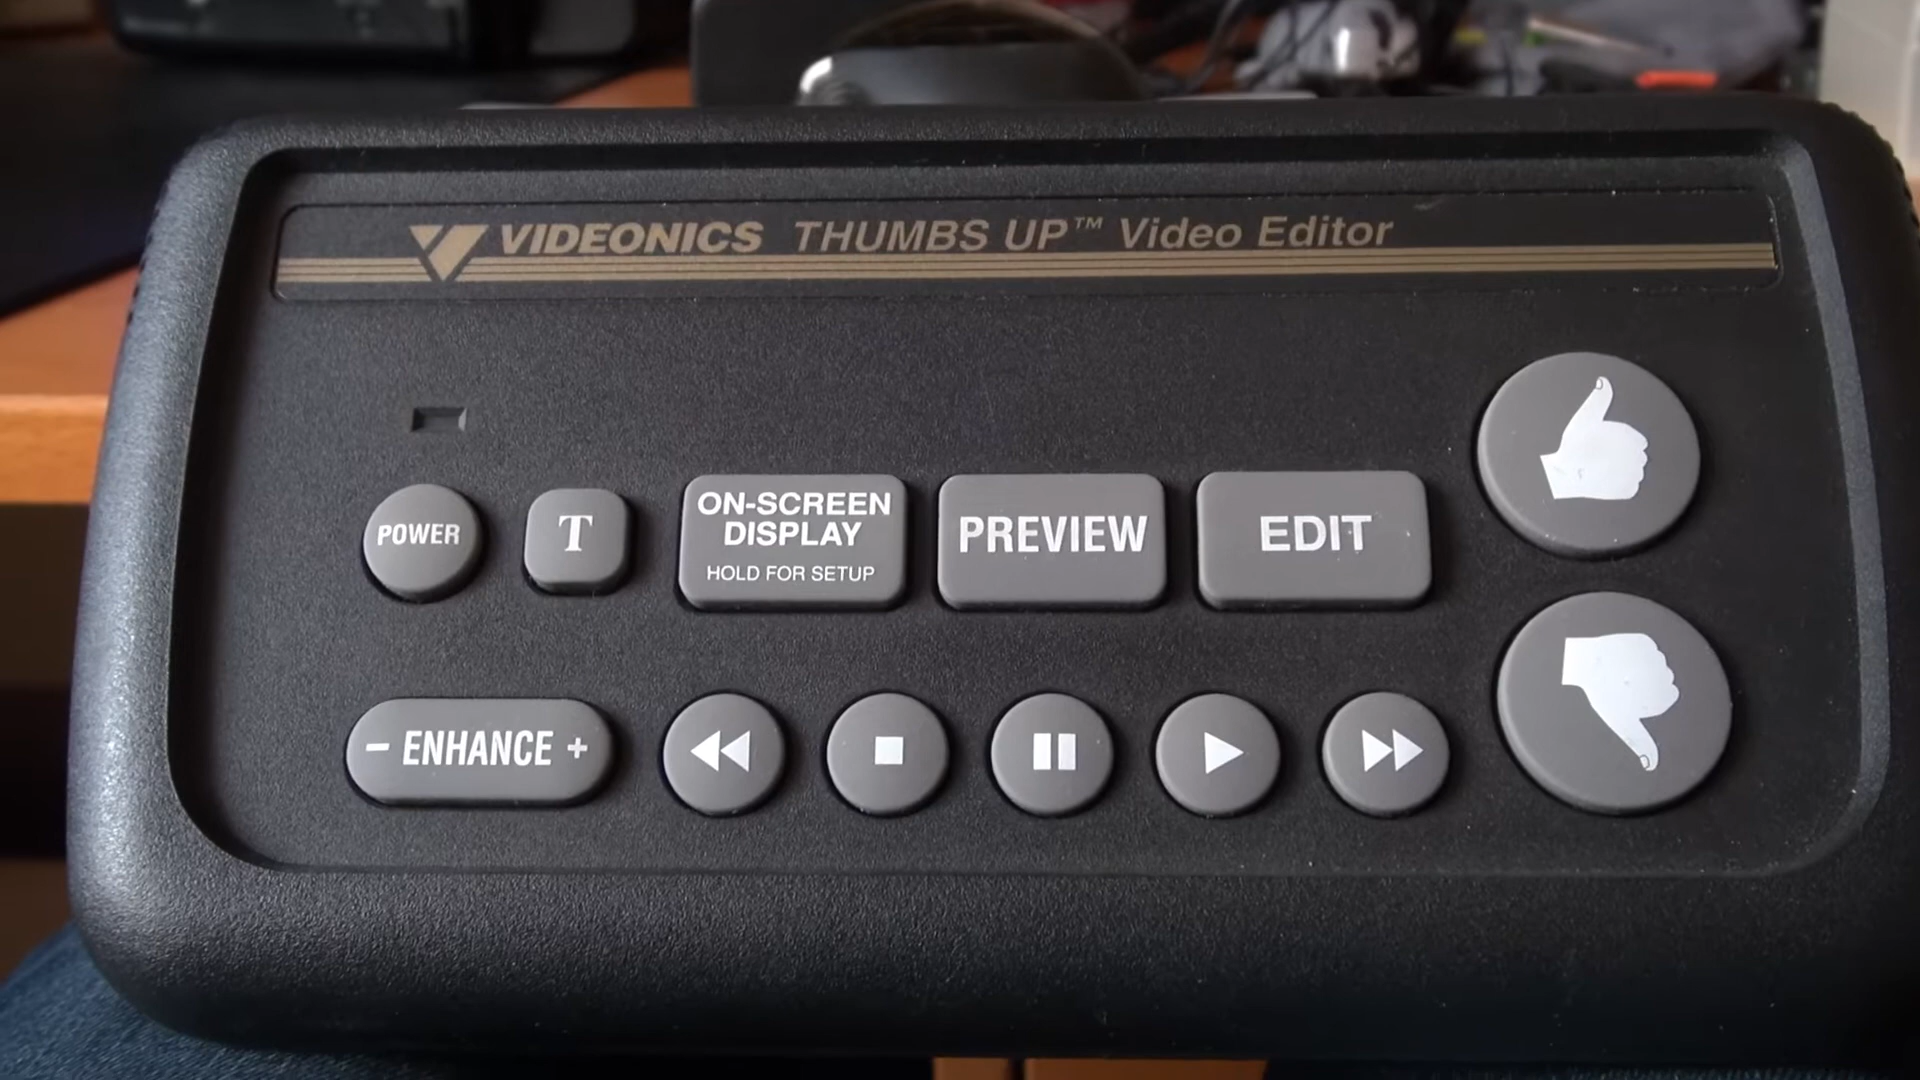 VIDEONICS THUMBS UP™ Video Editor
POWER
T
ON-SCREEN
DISPLAY
HOLD FOR SETUP
PREVIEW
EDIT
- ENHANCE +